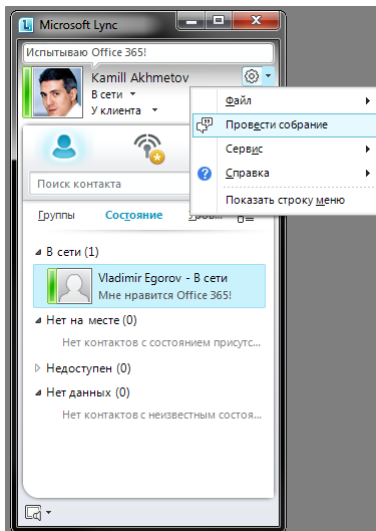 Microsoft Lync
Испытываю Office 365!
Kamill Akhmetov
В сети
У клиента
Файл
Проведти собрание
Сервис
Справка
Показать строку меню
Поиск контакта
Группы Состояние
В сети (1)
Vladimir Egorov - В сети
Мне нравится Office 365!
Нет на месте (0)
Нет контактов с состоянием присутс...
Недоступен (0)
Нет данных (0)
Нет контактов с неизвестным состоя...